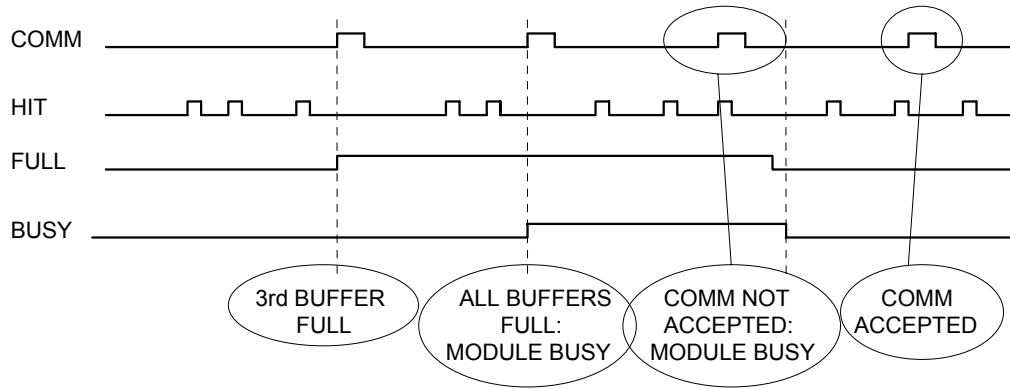 COMM
HIT
FULL
BUSY
3rd BUFFER
FULL
ALL BUFFERS
FULL:
MODULE BUSY
COMM NOT
ACCEPTED:
MODULE BUSY
COMM
ACCEPTED